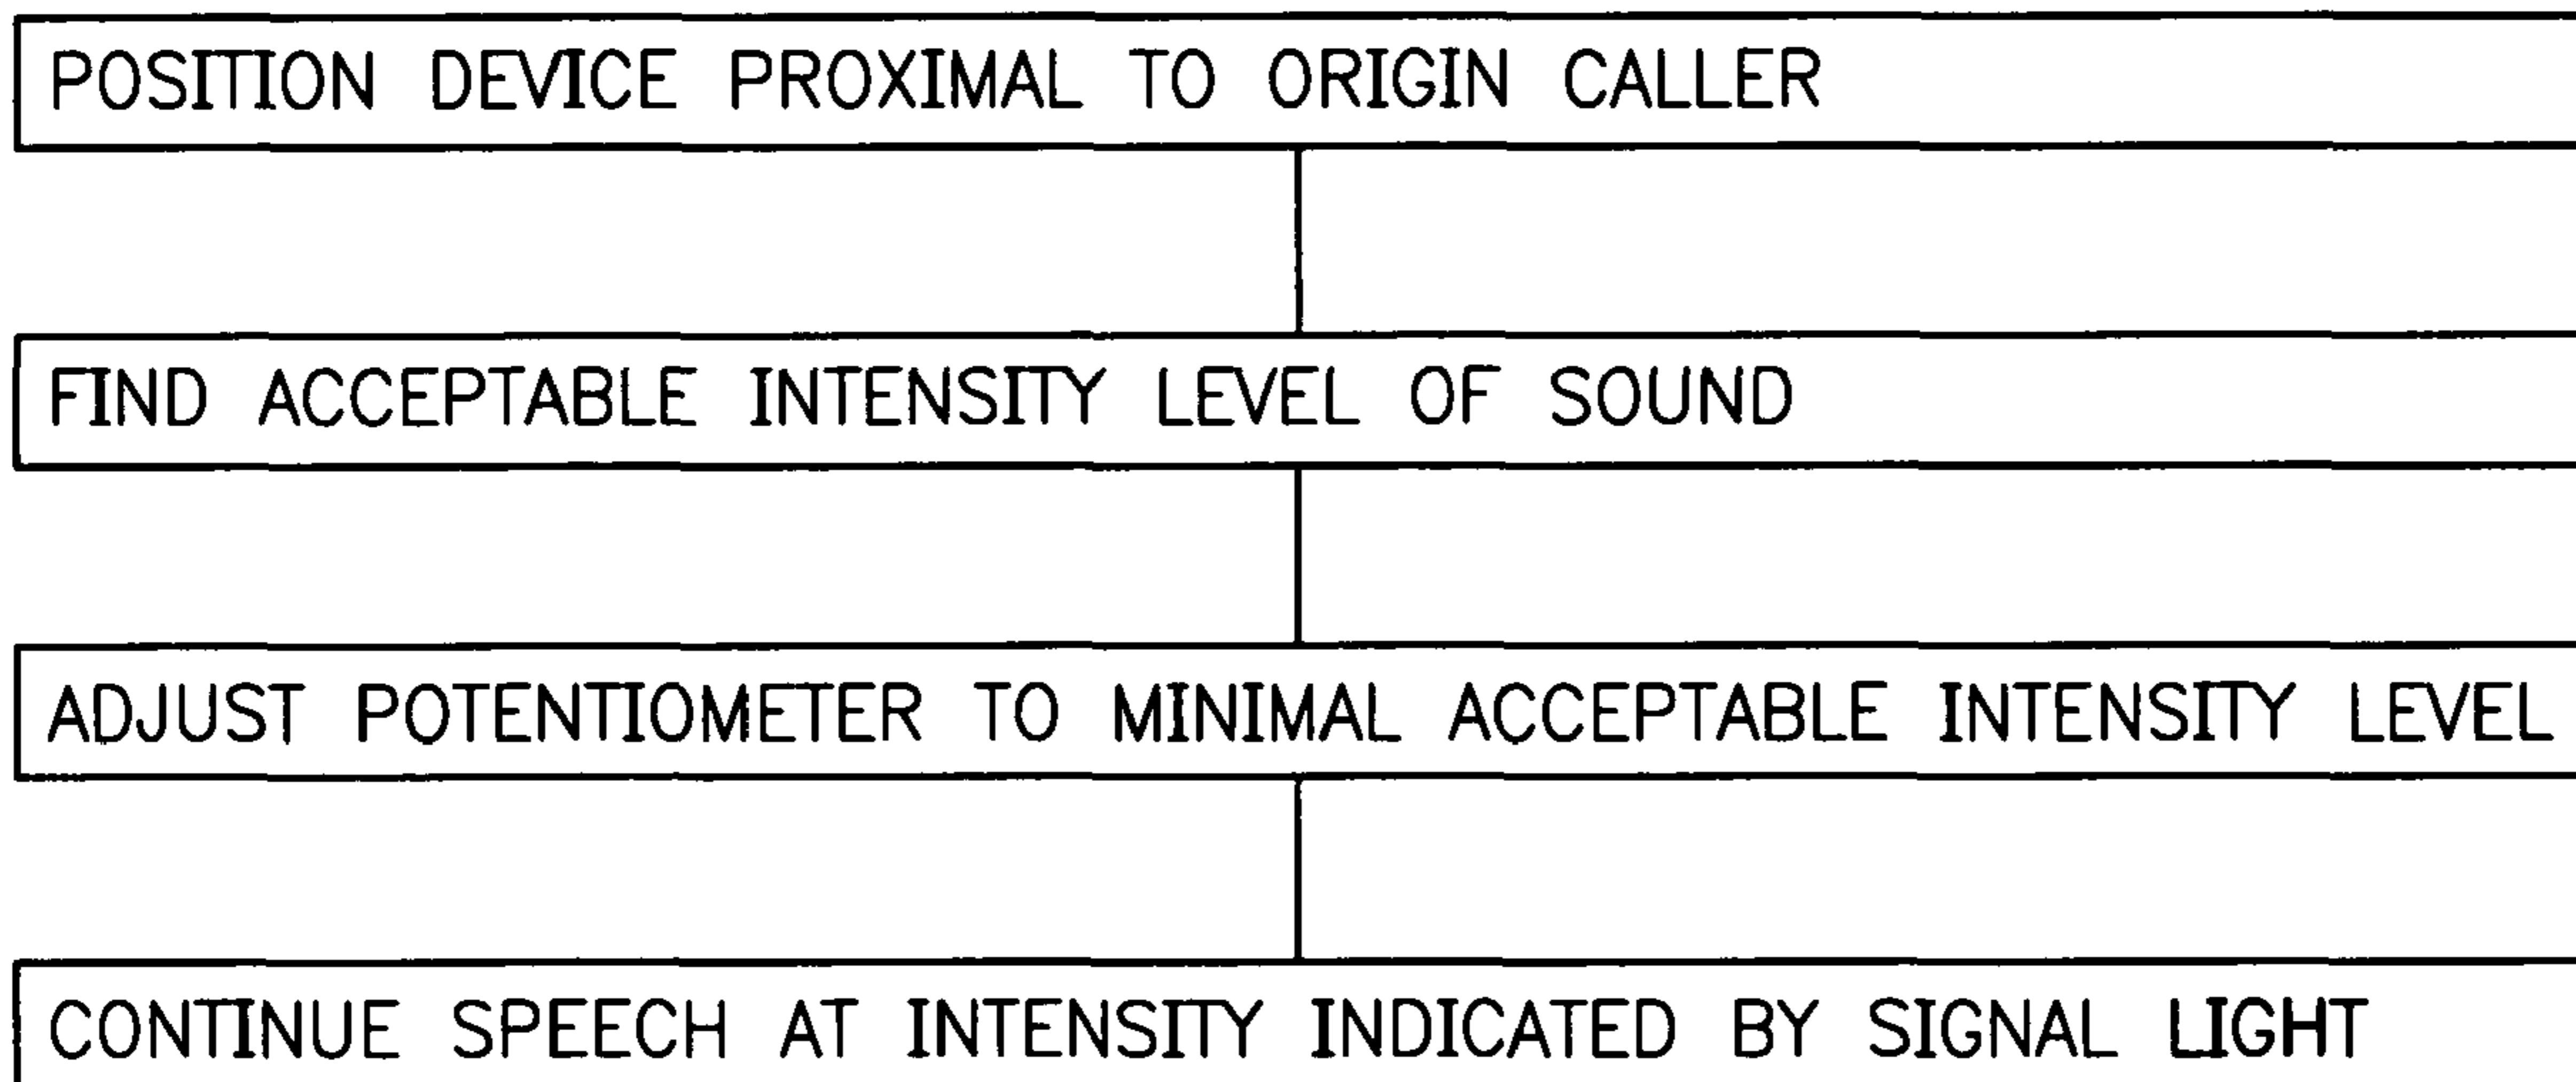 POSITION DEVICE PROXIMAL TO ORIGIN CALLER
FIND ACCEPTABLE INTENSITY LEVEL OF SOUND
ADJUST POTENTIOMETER TO MINIMAL ACCEPTABLE INTENSITY LEVEL
CONTINUE SPEECH AT INTENSITY INDICATED BY SIGNAL LIGHT